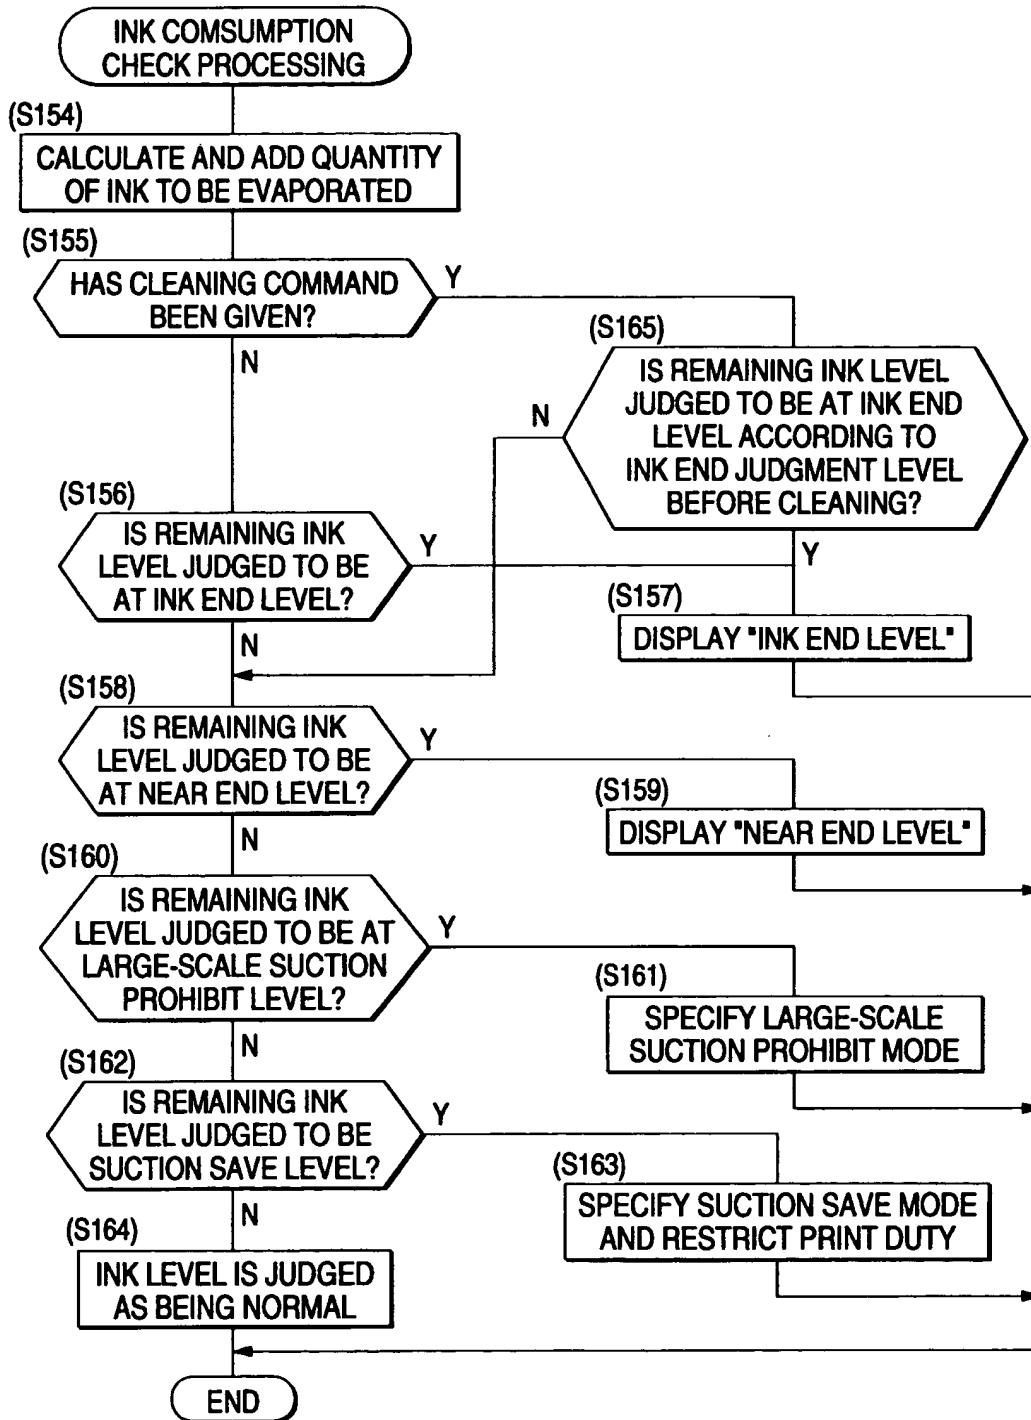 INK COMSUMPTION
CHECK PROCESSING
(S154)
CALCULATE AND ADD QUANTITY
OF INK TO BE EVAPORATED
(S155)
HAS CLEANING COMMAND
BEEN GIVEN?
Y
N
(S165)
IS REMAINING INK LEVEL
JUDGED TO BE AT INK END
LEVEL ACCORDING TO
INK END JUDGMENT LEVEL
BEFORE CLEANING?
N
Y
(S156)
IS REMAINING INK
LEVEL JUDGED TO BE
AT INK END LEVEL?
Y
N
(S157)
DISPLAY "INK END LEVEL"
(S158)
IS REMAINING INK
LEVEL JUDGED TO BE
AT NEAR END LEVEL?
Y
N
(S159)
DISPLAY "NEAR END LEVEL"
(S160)
IS REMAINING INK
LEVEL JUDGED TO BE AT
LARGE-SCALE SUCTION
PROHIBIT LEVEL?
Y
N
(S161)
SPECIFY LARGE-SCALE
SUCTION PROHIBIT MODE
(S162)
IS REMAINING INK
LEVEL JUDGED TO BE
SUCTION SAVE LEVEL?
Y
N
(S163)
SPECIFY SUCTION SAVE MODE
AND RESTRICT PRINT DUTY
(S164)
INK LEVEL IS JUDGED
AS BEING NORMAL
END